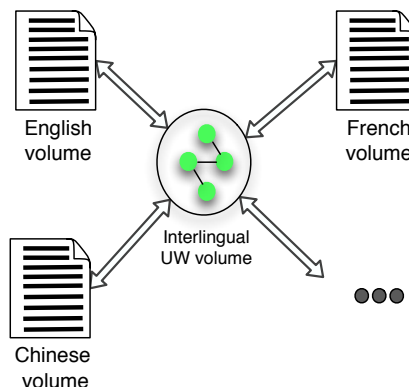 English
volume
French
volume
Interlingual
UW volume
Chinese
volume